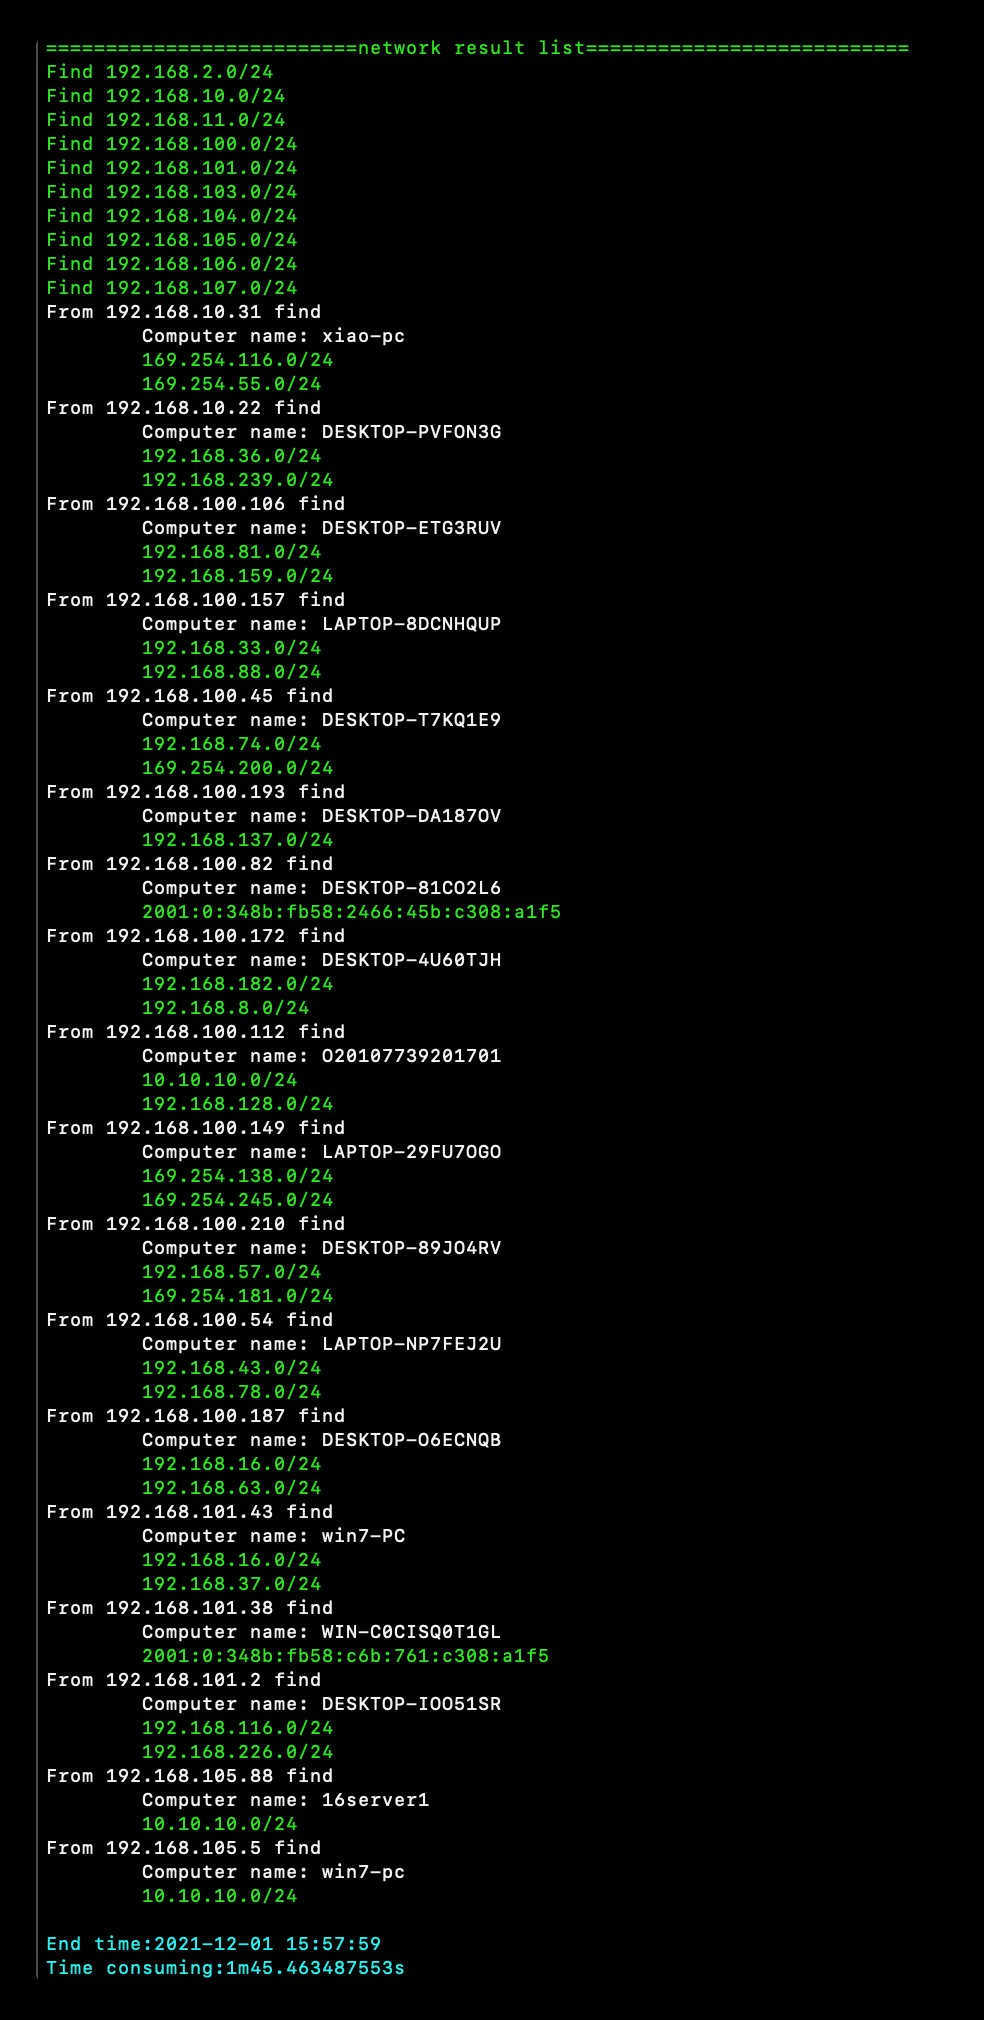 ==========================network result list===========================
Find 192.168.2.0/24
Find 192.168.10.0/24
Find 192.168.11.0/24
Find 192.168.100.0/24
Find 192.168.101.0/24
Find 192.168.103.0/24
Find 192.168.104.0/24
Find 192.168.105.0/24
Find 192.168.106.0/24
Find 192.168.107.0/24
From 192.168.10.31 find
Computer name: xiao-pc
169.254.116.0/24
169.254.55.0/24
From 192.168.10.22 find
Computer name: DESKTOP-PVFON3G
192.168.36.0/24
192.168.239.0/24
From 192.168.100.106 find
Computer name: DESKTOP-ETG3RUV
192.168.81.0/24
192.168.159.0/24
From 192.168.100.157 find
Computer name: LAPTOP-8DCNHQUP
192.168.33.0/24
192.168.88.0/24
From 192.168.100.45 find
Computer name: DESKTOP-T7KQ1E9
192.168.74.0/24
169.254.200.0/24
From 192.168.100.193 find
Computer name: DESKTOP-DA187OV
192.168.137.0/24
From 192.168.100.82 find
Computer name: DESKTOP-81CO2L6
2001:0:348b:fb58:2466:45b:c308:a1f5
From 192.168.100.172 find
Computer name: DESKTOP-4U60TJH
192.168.182.0/24
192.168.8.0/24
From 192.168.100.112 find
Computer name: O20107739201701
10.10.10.0/24
192.168.128.0/24
From 192.168.100.149 find
Computer name: LAPTOP-29FU7OGO
169.254.138.0/24
169.254.245.0/24
From 192.168.100.210 find
Computer name: DESKTOP-89JO4RV
192.168.57.0/24
169.254.181.0/24
From 192.168.100.54 find
Computer name: LAPTOP-NP7FEJ2U
192.168.43.0/24
192.168.78.0/24
From 192.168.100.187 find
Computer name: DESKTOP-O6ECNQB
192.168.16.0/24
192.168.63.0/24
From 192.168.101.43 find
Computer name: win7-PC
192.168.16.0/24
192.168.37.0/24
From 192.168.101.38 find
Computer name: WIN-C0CISQ0T1GL
2001:0:348b:fb58:c6b:761:c308:a1f5
From 192.168.101.2 find
Computer name: DESKTOP-IOO51SR
192.168.116.0/24
192.168.226.0/24
From 192.168.105.88 find
Computer name: 16server1
10.10.10.0/24
From 192.168.105.5 find
Computer name: win7-pc
10.10.10.0/24
End time:2021-12-01 15:57:59
Time consuming:1m45.463487553s